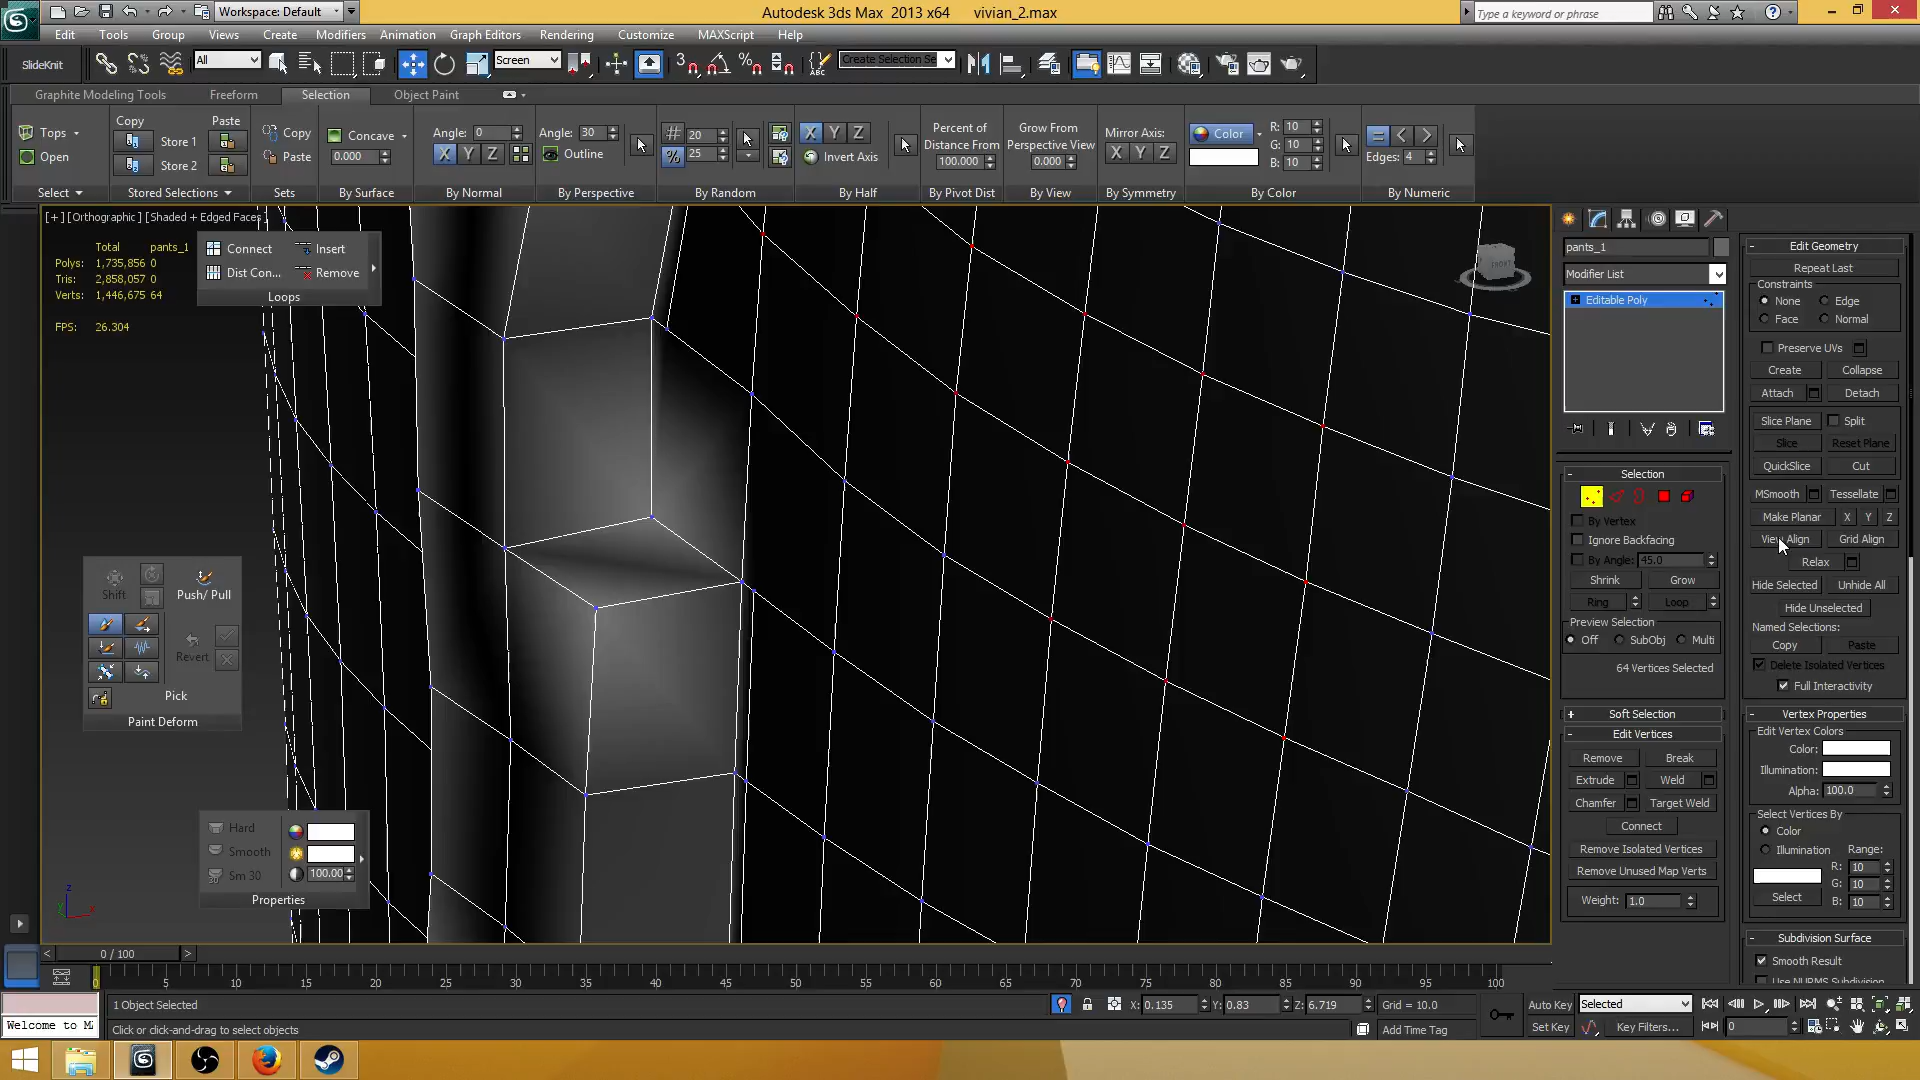 Workspace: Default
Autodesk 3ds Max 2013 x64 vivian_2.max
Type a keyword or phrase
Edit Tools Group Views Create Modifiers Animation Graph Editors Rendering Customize MAXScript Help
SlideKnit
All
Screen
Create Selection Se
Graphite Modeling Tools Freeform Selection Object Paint
Copy Paste
Tops
Store 1
Copy
Concave
Angle: 0
Angle: 30
20
X Y Z
Percent of
Distance From
Grow From
Perspective View
Mirror Axis:
Color
R: 10
G: 10
B: 10
Open
Store 2
Paste
0.000
X Y Z
Outline
25
Invert Axis
100.000
0.000
X Y Z
Edges: 4
Select Stored Selections Sets By Surface By Normal By Perspective By Random By Half By Pivot Dist By View By Symmetry By Color By Numeric
[+] [Orthographic] [Shaded + Edged Faces]
Total pants_1
Polys: 1,735,856 0
Tris: 2,858,057 0
Verts: 1,446,675 64
FPS: 26.304
Connect Insert
Dist Con... Remove
Loops
Shift
Push/ Pull
Revert
Pick
Paint Deform
Hard
Smooth
Sm 30
100.00
Properties
FRONT
z
y
x
pants_1
Modifier List
Editable Poly
Selection
By Vertex
Ignore Backfacing
By Angle: 45.0
Shrink Grow
Ring Loop
Preview Selection
Off SubObj Multi
64 Vertices Selected
Soft Selection
Edit Vertices
Remove Break
Extrude Weld
Chamfer Target Weld
Connect
Remove Isolated Vertices
Remove Unused Map Verts
Weight: 1.0
Edit Geometry
Repeat Last
Constraints
None Edge
Face Normal
Preserve UVs
Create Collapse
Attach Detach
Slice Plane Split
Slice Reset Plane
QuickSlice Cut
MSmooth Tessellate
Make Planar X Y Z
View Align Grid Align
Relax
Hide Selected Unhide All
Hide Unselected
Named Selections:
Copy Paste
Delete Isolated Vertices
Full Interactivity
Vertex Properties
Edit Vertex Colors
Color:
Illumination:
Alpha: 100.0
Select Vertices By
Color
Illumination Range:
R: 10
G: 10
Select B: 10
Subdivision Surface
Smooth Result
Use NURMS Subdivision
< 0 / 100 >
0 5 10 15 20 25 30 35 40 45 50 55 60 65 70 75 80 85 90 95 100
1 Object Selected
X: 0.135 Y: 0.83 Z: 6.719 Grid = 10.0
Auto Key Selected
Welcome to M
Click or click-and-drag to select objects
Add Time Tag
Set Key Key Filters...
0